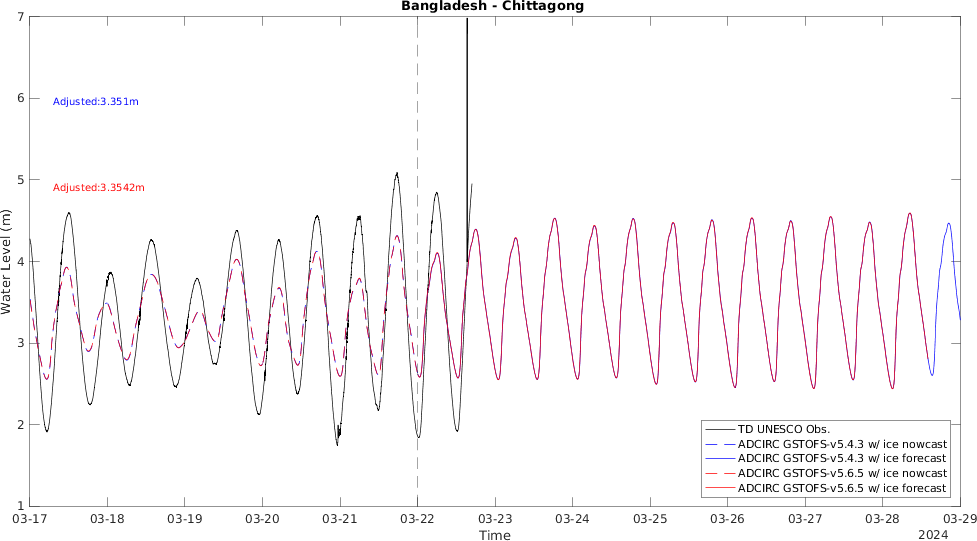 Bangladesh - Chittagong
7
6
5
4
3
2
1
Adjusted:3.351m
Adjusted:3.3542m
Water Level (m)
TD UNESCO Obs.
ADCIRC GSTOFS-v5.4.3 w/ ice nowcast
ADCIRC GSTOFS-v5.4.3 w/ ice forecast
ADCIRC GSTOFS-v5.6.5 w/ ice nowcast
ADCIRC GSTOFS-v5.6.5 w/ ice forecast
03-17 03-18 03-19 03-20 03-21 03-22 03-23 03-24 03-25 03-26 03-27 03-28 03-29
Time
2024